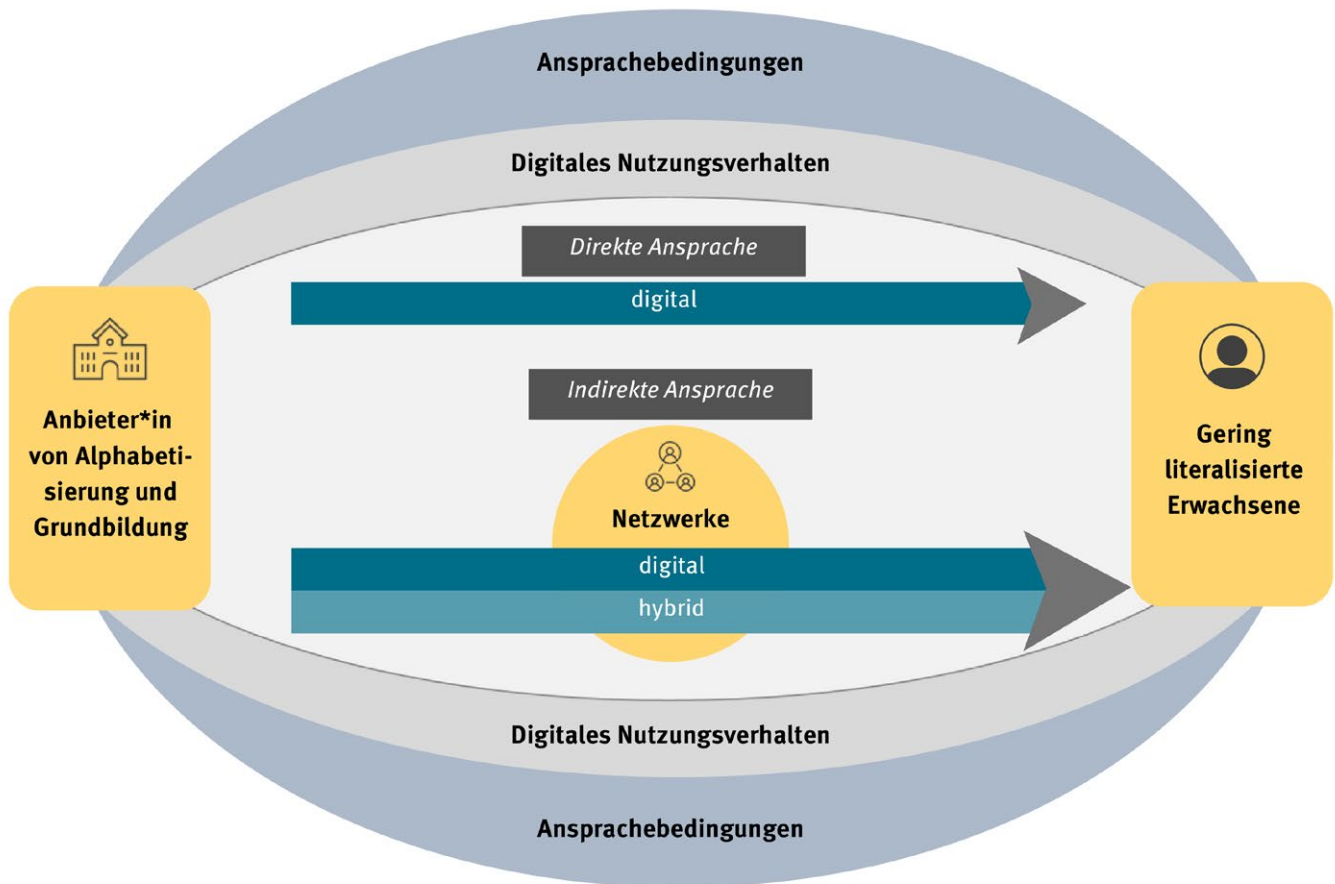 Ansprachebedingungen
Digitales Nutzungsverhalten
Direkte Ansprache
digital
Anbieter*in
von Alphabeti-
sierung und
Grundbildung
Indirekte Ansprache
Netzwerke
digital
hybrid
Gering
literalisierte
Erwachsene
Digitales Nutzungsverhalten
Ansprachebedingungen